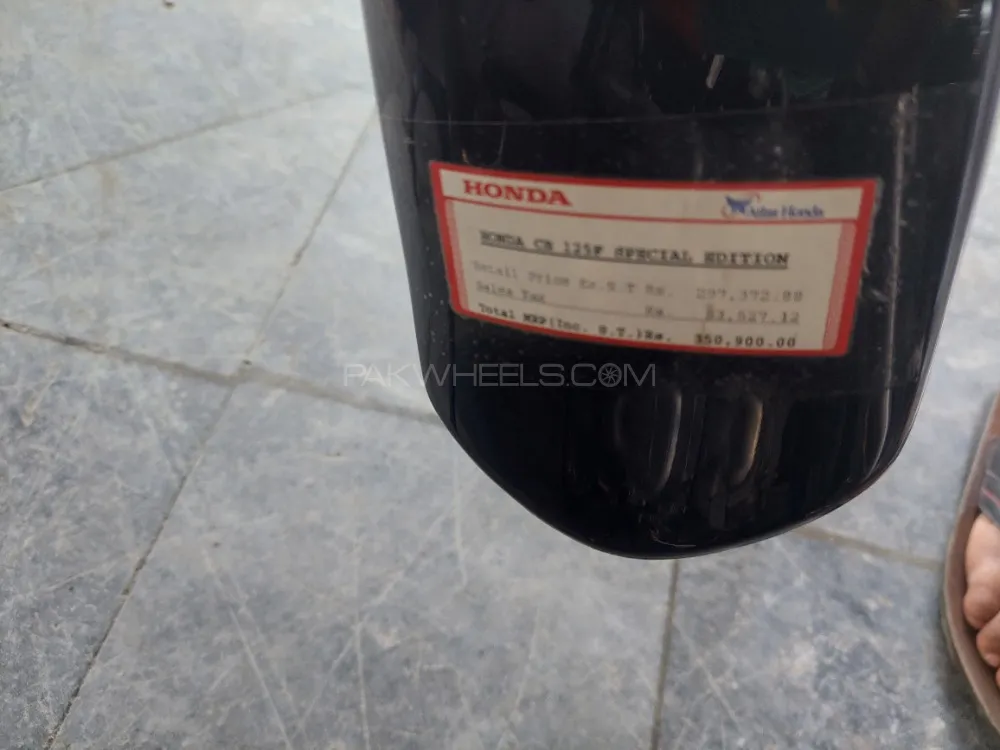 HONDA
Atlas Honda
HONDA CB 125F SPECIAL EDITION
Retail Price Ex.S T Rs. 297,372.88
Sales Tax Rs. 53,527.12
Total MRP(Inc. S.T.)Rs. 350,900.00
PAKWHEELS.COM